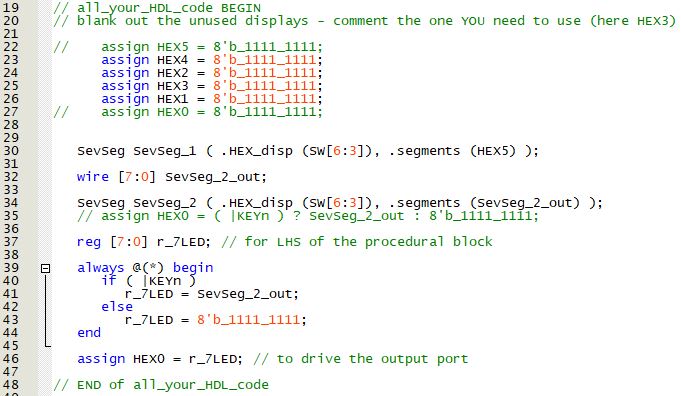 19 // all_your_HDL_code BEGIN
20 // blank out the unused displays - comment the one YOU need to use (here HEX3)
21
22 //    assign HEX5 = 8'b_1111_1111;
23       assign HEX4 = 8'b_1111_1111;
24       assign HEX2 = 8'b_1111_1111;
25       assign HEX3 = 8'b_1111_1111;
26       assign HEX1 = 8'b_1111_1111;
27 //    assign HEX0 = 8'b_1111_1111;
28
29
30    SevSeg SevSeg_1 ( .HEX_disp (SW[6:3]), .segments (HEX5) );
31
32    wire [7:0] SevSeg_2_out;
33
34    SevSeg SevSeg_2 ( .HEX_disp (SW[6:3]), .segments (SevSeg_2_out) );
35    // assign HEX0 = ( |KEYn ) ? SevSeg_2_out : 8'b_1111_1111;
36
37    reg [7:0] r_7LED; // for LHS of the procedural block
38
39    always @(*) begin
40       if ( |KEYn )
41          r_7LED = SevSeg_2_out;
42       else
43          r_7LED = 8'b_1111_1111;
44    end
45
46    assign HEX0 = r_7LED; // to drive the output port
47
48 // END of all_your_HDL_code